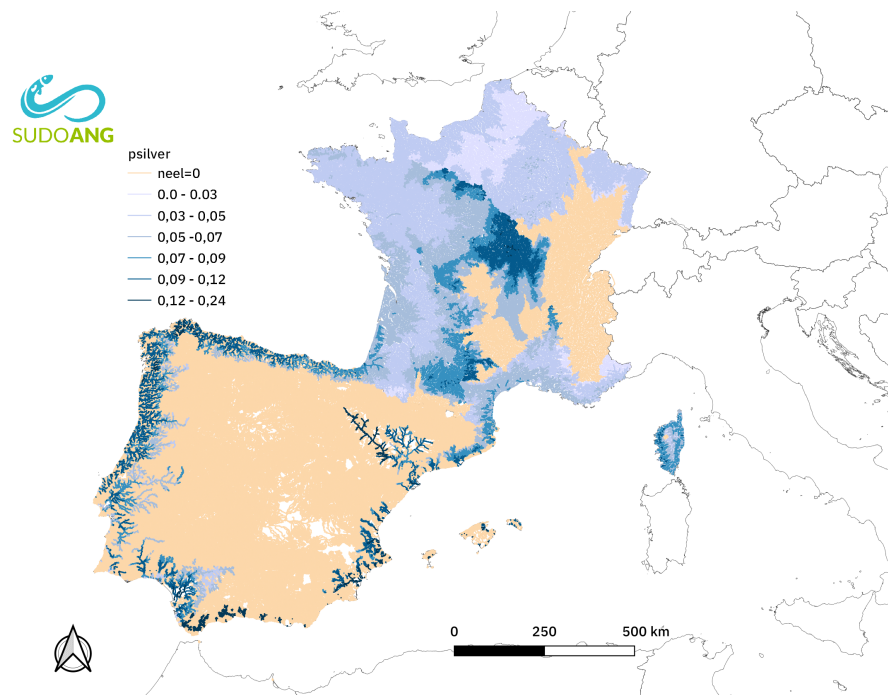 SUDOANG
psilver
neel=0
0.0 - 0.03
0,03 - 0,05
0,05 -0,07
0,07 - 0,09
0,09 - 0,12
0,12 - 0,24
0 250 500 km